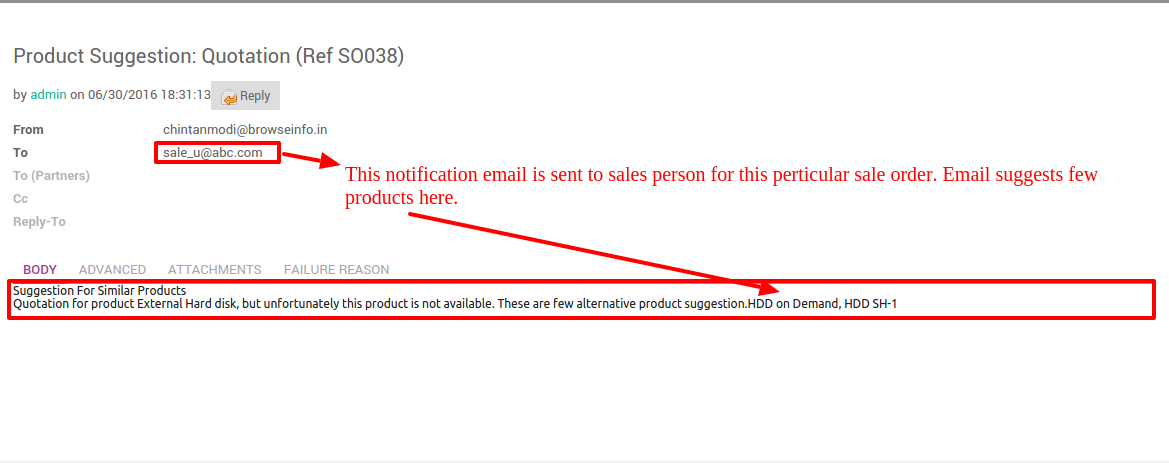 Product Suggestion: Quotation (Ref SO038)
by admin on 06/30/2016 18:31:13 Reply
From chintanmodi@browseinfo.in
To sale_u@abc.com
This notification email is sent to sales person for this perticular sale order. Email suggests few
products here.
To (Partners)
Cc
Reply-To
BODY ADVANCED ATTACHMENTS FAILURE REASON
Suggestion For Similar Products
Quotation for product External Hard disk, but unfortunately this product is not available. These are few alternative product suggestion.HDD on Demand, HDD SH-1